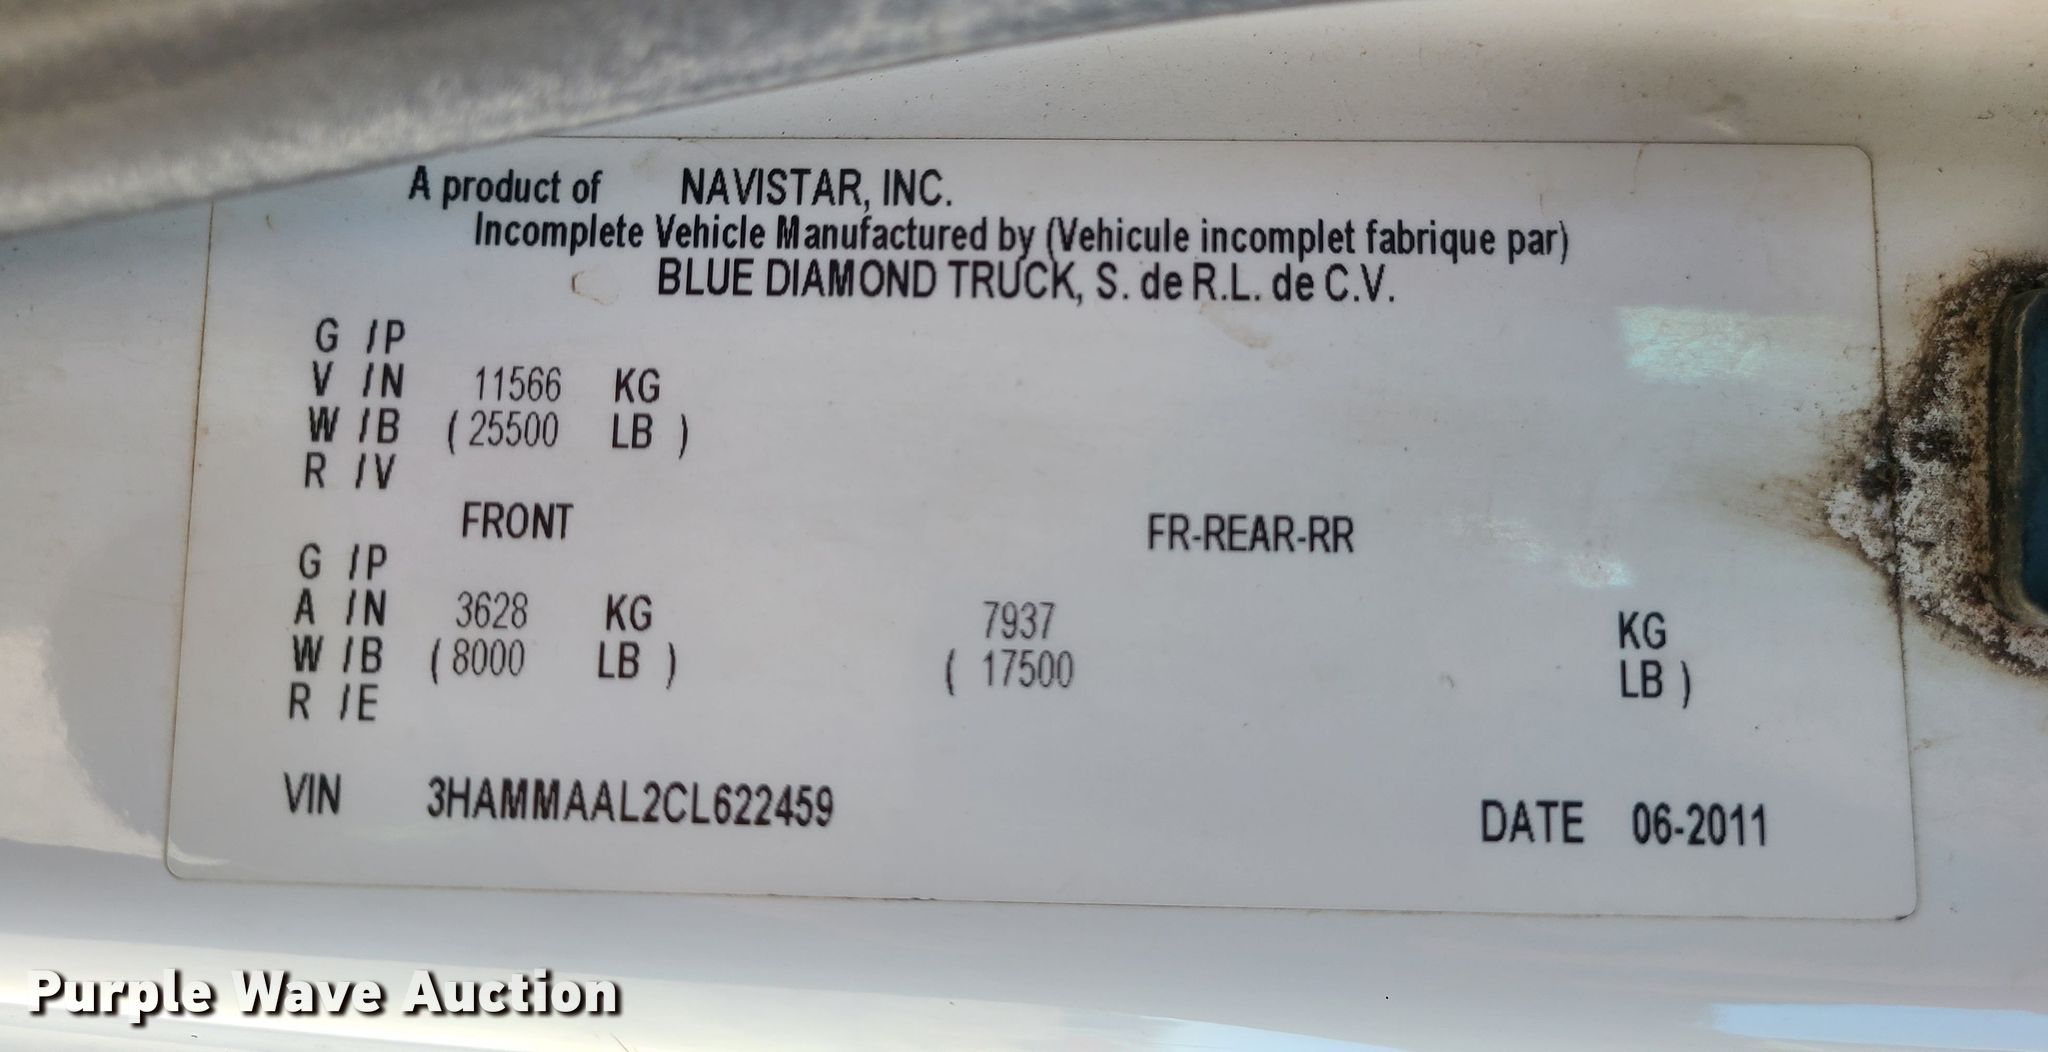 A product of NAVISTAR, INC.
Incomplete Vehicle Manufactured by (Vehicule incomplet fabrique par)
BLUE DIAMOND TRUCK, S. de R.L. de C.V.
G /P
V /IN 11566 KG
W /B ( 25500 LB )
R /V
FRONT FR-REAR-RR
G /P
A /IN 3628 KG 7937 KG
W /B ( 8000 LB ) ( 17500 LB )
R /E
VIN 3HAMMAAL2CL622459 DATE 06-2011
Purple Wave Auction